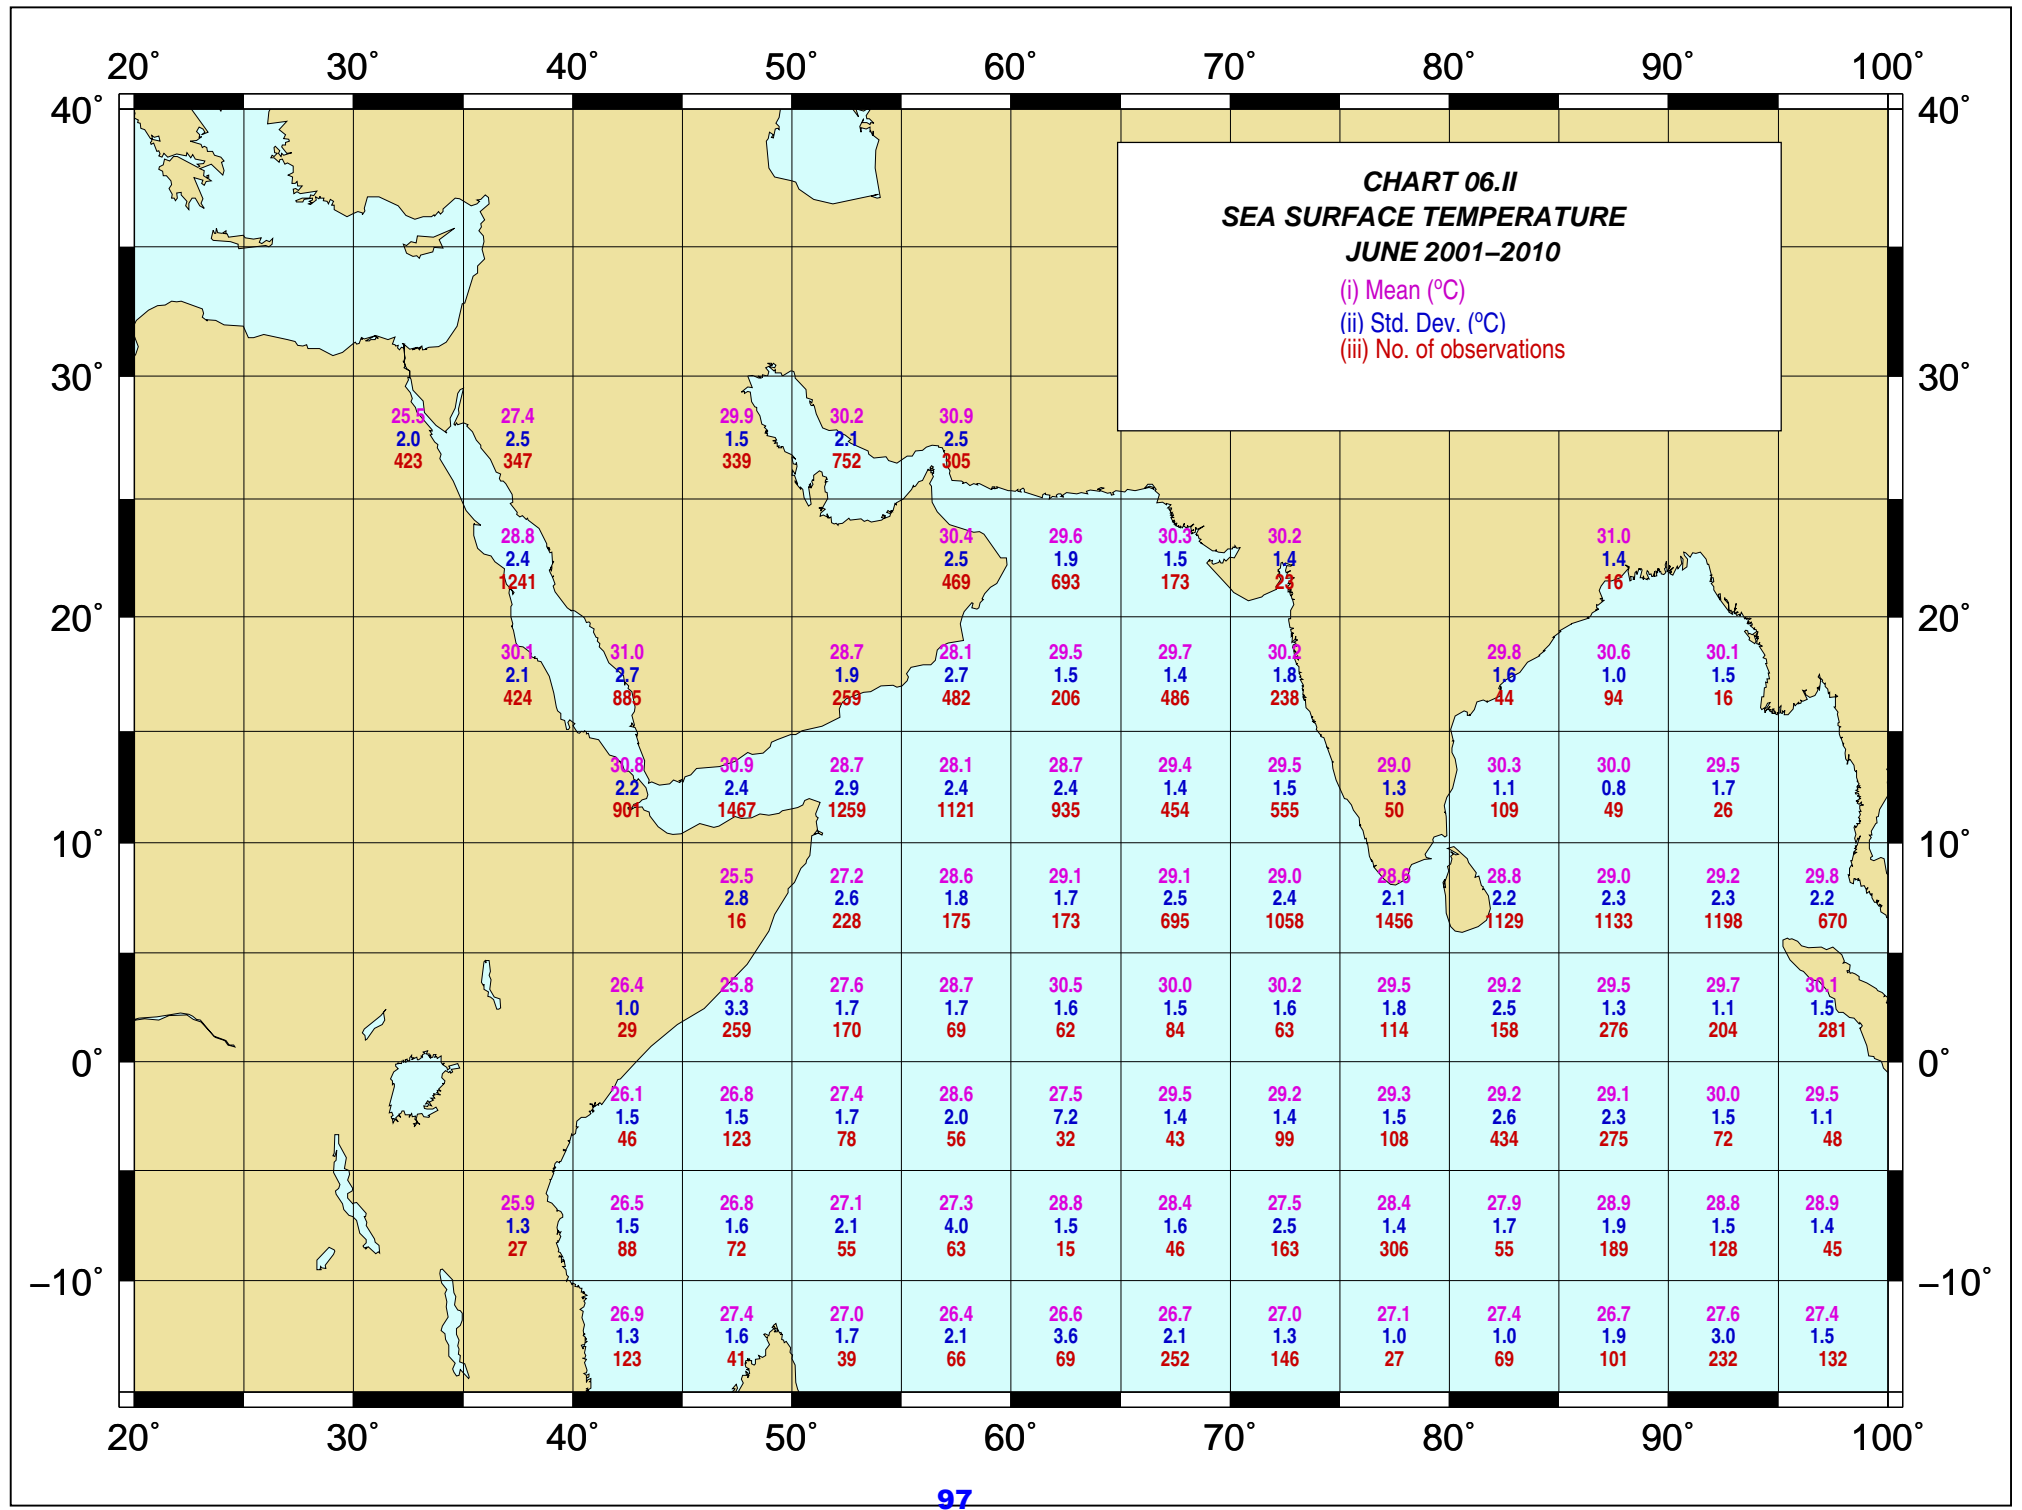 20° 30° 40° 50° 60° 70° 80° 90° 100°
40° 40°
CHART 06.II
SEA SURFACE TEMPERATURE
JUNE 2001–2010
(i) Mean (°C)
(ii) Std. Dev. (°C)
(iii) No. of observations
30° 30°
25.5 27.4 29.9 30.2 30.9
2.0 2.5 1.5 2.1 2.5
423 347 339 752 305
28.8 30.4 29.6 30.3 30.2 31.0
2.4 2.5 1.9 1.5 1.4 1.4
1241 469 693 173 23 16
20° 20°
30.1 31.0 28.7 28.1 29.5 29.7 30.2 29.8 30.6 30.1
2.1 2.7 1.9 2.7 1.5 1.4 1.8 1.6 1.0 1.5
424 885 259 482 206 486 238 44 94 16
30.8 30.9 28.7 28.1 28.7 29.4 29.5 29.0 30.3 30.0 29.5
2.2 2.4 2.9 2.4 2.4 1.4 1.5 1.3 1.1 0.8 1.7
901 1467 1259 1121 935 454 555 50 109 49 26
10° 10°
25.5 27.2 28.6 29.1 29.1 29.0 28.6 28.8 29.0 29.2 29.8
2.8 2.6 1.8 1.7 2.5 2.4 2.1 2.2 2.3 2.3 2.2
16 228 175 173 695 1058 1456 1129 1133 1198 670
26.4 25.8 27.6 28.7 30.5 30.0 30.2 29.5 29.2 29.5 29.7 30.1
1.0 3.3 1.7 1.7 1.6 1.5 1.6 1.8 2.5 1.3 1.1 1.5
29 259 170 69 62 84 63 114 158 276 204 281
0° 0°
26.1 26.8 27.4 28.6 27.5 29.5 29.2 29.3 29.2 29.1 30.0 29.5
1.5 1.5 1.7 2.0 7.2 1.4 1.4 1.5 2.6 2.3 1.5 1.1
46 123 78 56 32 43 99 108 434 275 72 48
25.9 26.5 26.8 27.1 27.3 28.8 28.4 27.5 28.4 27.9 28.9 28.8 28.9
1.3 1.5 1.6 2.1 4.0 1.5 1.6 2.5 1.4 1.7 1.9 1.5 1.4
27 88 72 55 63 15 46 163 306 55 189 128 45
–10° –10°
26.9 27.4 27.0 26.4 26.6 26.7 27.0 27.1 27.4 26.7 27.6 27.4
1.3 1.6 1.7 2.1 3.6 2.1 1.3 1.0 1.0 1.9 3.0 1.5
123 41 39 66 69 252 146 27 69 101 232 132
20° 30° 40° 50° 60° 70° 80° 90° 100°
97